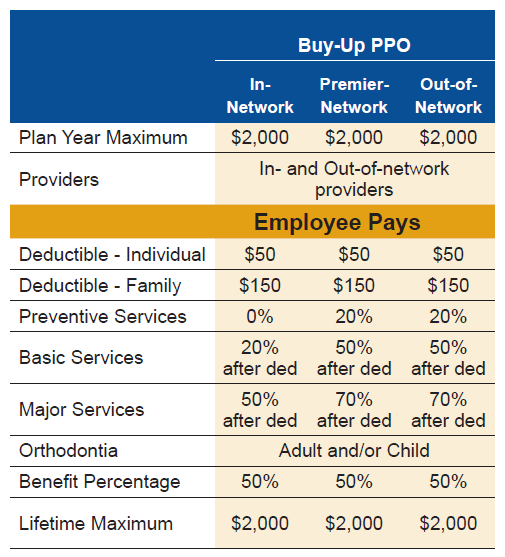 Buy-Up PPO
In- Premier- Out-of-
Network Network Network
Plan Year Maximum $2,000 $2,000 $2,000
Providers In- and Out-of-network
providers
Employee Pays
Deductible - Individual $50 $50 $50
Deductible - Family $150 $150 $150
Preventive Services 0% 20% 20%
Basic Services 20% 50% 50%
after ded after ded after ded
Major Services 50% 70% 70%
after ded after ded after ded
Orthodontia Adult and/or Child
Benefit Percentage 50% 50% 50%
Lifetime Maximum $2,000 $2,000 $2,000